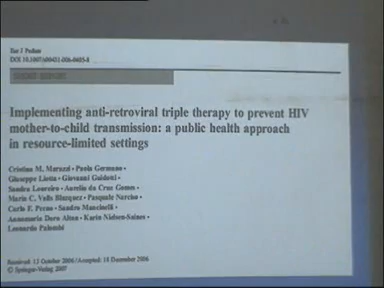 Eur J Pediatr
DOI 10.1007/s00431-006-0405-8
SHORT REPORT
Implementing anti-retroviral triple therapy to prevent HIV
mother-to-child transmission: a public health approach
in resource-limited settings
Cristina M. Marazzi • Paola Germano •
Giuseppe Liotta • Giovanni Guidotti •
Sandra Loureiro • Aurelio da Cruz Gomes •
Maria C. Valls Blazquez • Pasquale Narciso •
Carlo F. Perno • Sandro Mancinelli •
Annamaria Doro Altan • Karin Nielsen-Saines •
Leonardo Palombi
Received: 13 October 2006 / Accepted: 18 December 2006
© Springer-Verlag 2007